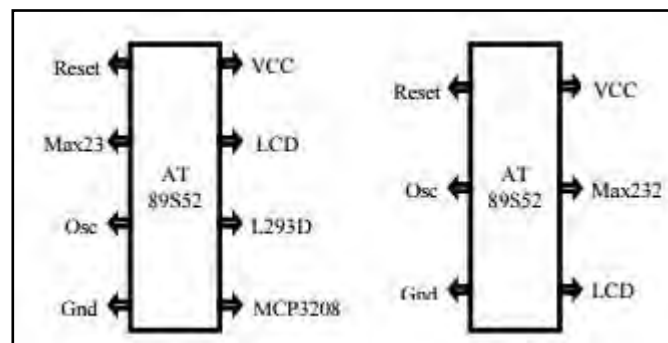 Reset
VCC
Max23
LCD
AT
89S52
Osc
L293D
Gnd
MCP3208
Reset
VCC
AT
89S52
Osc
Max232
Gnd
LCD